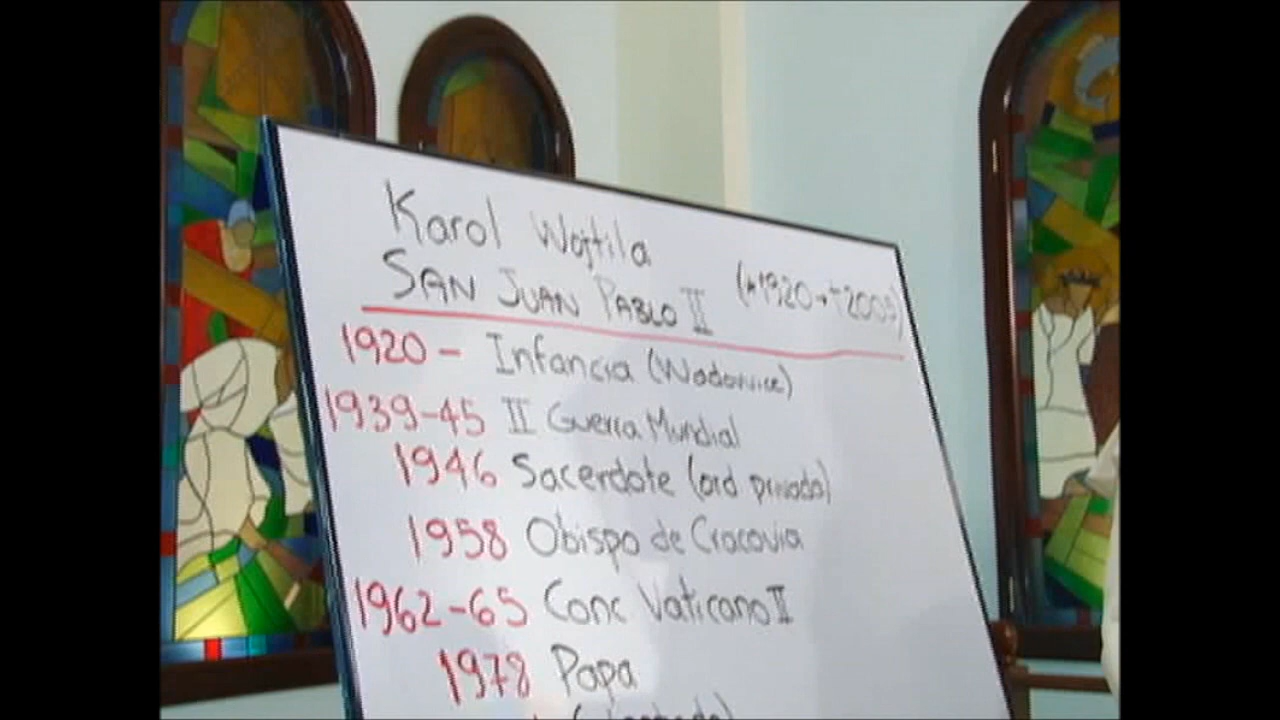 Karol Wojtila
SAN JUAN PABLO II (*1920-†2005)
1920 - Infancia (Wadowice)
1939-45 II Guerra Mundial
1946 Sacerdote (ord privada)
1958 Obispo de Cracovia
1962-65 Conc Vaticano II
1978 Papa